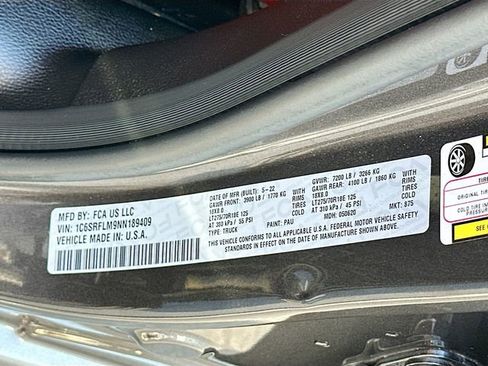 MFD BY: FCA US LLC
VIN: 1C6SRFLM9NN189409
VEHICLE MADE IN: U.S.A.
DATE OF MFR (BUILT): 5-22
GAWR FRONT: 3900 LB / 1770 KG
WITH
18X8.0
RIMS
LT275/70R18E 125
TIRES
AT 380 kPa / 55 PSI
TYPE: TRUCK
PAINT: PAU
GVWR: 7200 LB / 3266 KG
GAWR REAR: 4100 LB / 1860 KG
WITH
18X8.0
RIMS
LT275/70R18E 125
TIRES
AT 310 kPa / 45 PSI
MDH: 050620
MKT: 375
THIS VEHICLE CONFORMS TO ALL APPLICABLE U.S.A. FEDERAL MOTOR VEHICLE SAFETY
STANDARDS IN EFFECT ON THE DATE OF MANUFACTURE SHOWN ABOVE